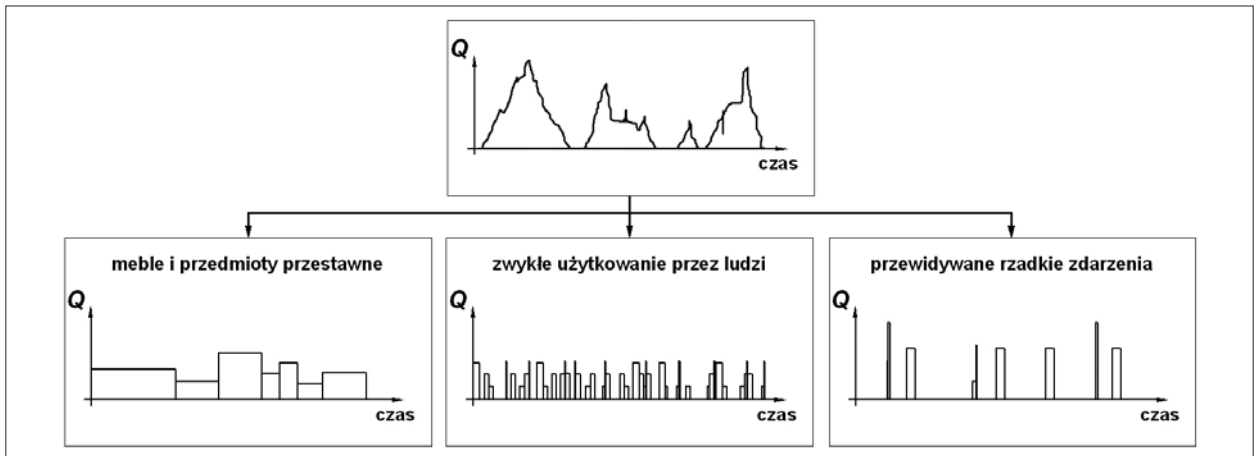 Q
czas
meble i przedmioty przestawne
Q
czas
zwykłe użytkowanie przez ludzi
Q
czas
przewidywane rzadkie zdarzenia
Q
czas